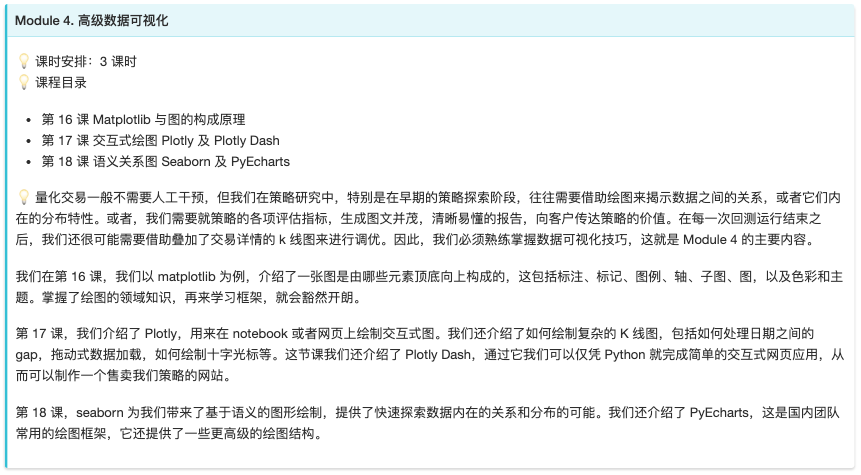 Module 4. 高级数据可视化
💡 课时安排：3 课时
💡 课程目录
• 第 16 课 Matplotlib 与图的构成原理
• 第 17 课 交互式绘图 Plotly 及 Plotly Dash
• 第 18 课 语义关系图 Seaborn 及 PyEcharts
💡 量化交易一般不需要人工干预，但我们在策略研究中，特别是在早期的策略探索阶段，往往需要借助绘图来揭示数据之间的关系，或者它们内
在的分布特性。或者，我们需要就策略的各项评估指标，生成图文并茂，清晰易懂的报告，向客户传达策略的价值。在每一次回测运行结束之
后，我们还很可能需要借助叠加了交易详情的 k 线图来进行调优。因此，我们必须熟练掌握数据可视化技巧，这就是 Module 4 的主要内容。
我们在第 16 课，我们以 matplotlib 为例，介绍了一张图是由哪些元素顶底向上构成的，这包括标注、标记、图例、轴、子图、图，以及色彩和主
题。掌握了绘图的领域知识，再来学习框架，就会豁然开朗。
第 17 课，我们介绍了 Plotly，用来在 notebook 或者网页上绘制交互式图。我们还介绍了如何绘制复杂的 K 线图，包括如何处理日期之间的
gap，拖动式数据加载，如何绘制十字光标等。这节课我们还介绍了 Plotly Dash，通过它我们可以仅凭 Python 就完成简单的交互式网页应用，从
而可以制作一个售卖我们策略的网站。
第 18 课，seaborn 为我们带来了基于语义的图形绘制，提供了快速探索数据内在的关系和分布的可能。我们还介绍了 PyEcharts，这是国内团队
常用的绘图框架，它还提供了一些更高级的绘图结构。